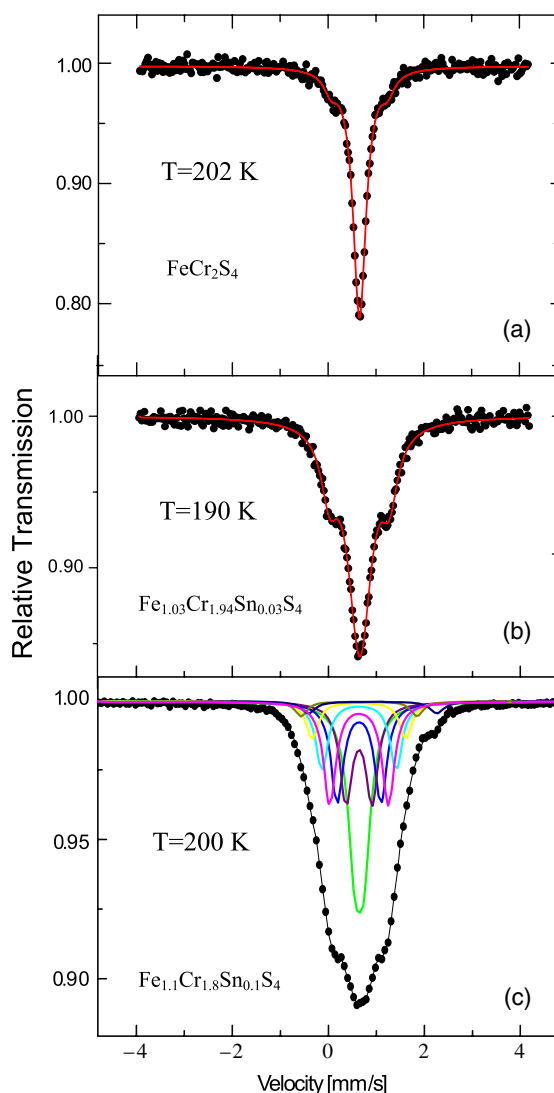 1.00
T=202 K
0.90
FeCr₂S₄
0.80
(a)
1.00
T=190 K
0.90
Fe₁.₀₃Cr₁.₉₄Sn₀.₀₃S₄
(b)
1.00
0.95
T=200 K
Fe₁.₁Cr₁.₈Sn₀.₁S₄
0.90
(c)
Relative Transmission
−4 −2 0 2 4
Velocity [mm/s]